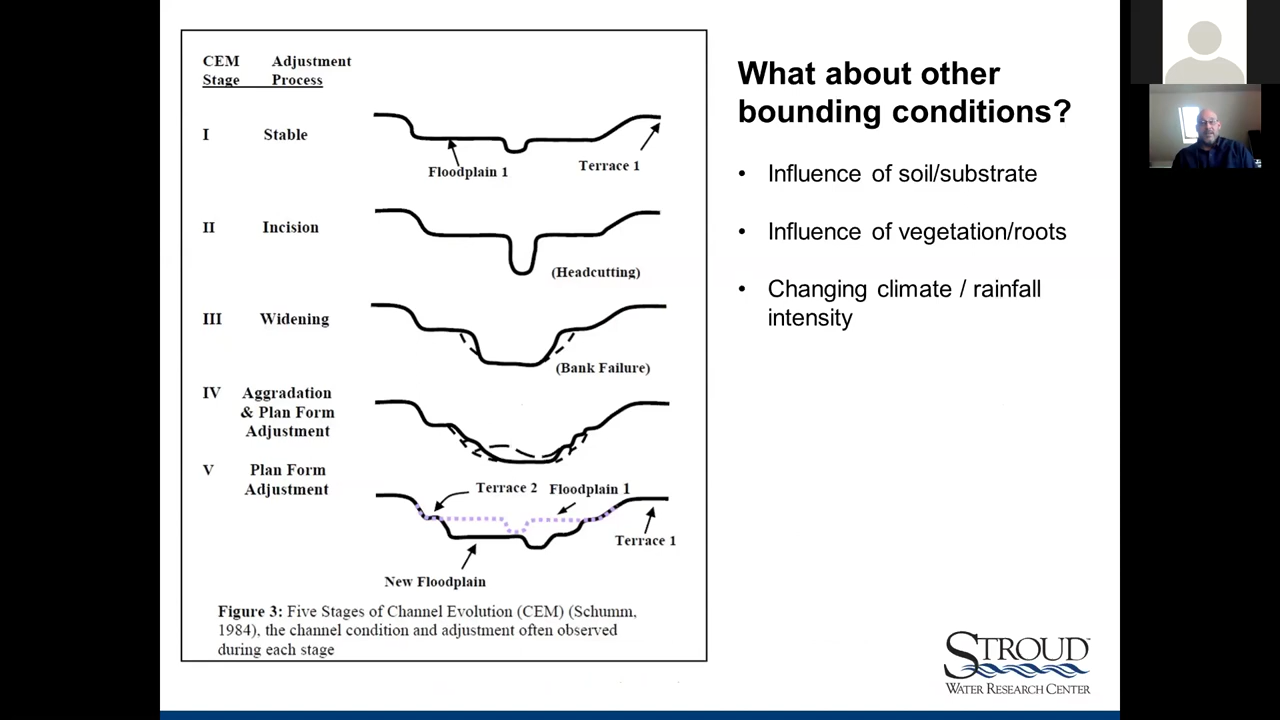 CEM Adjustment
Stage Process
I Stable
Floodplain 1
Terrace 1
II Incision
(Headcutting)
III Widening
(Bank Failure)
IV Aggradation
& Plan Form
Adjustment
V Plan Form
Adjustment
Terrace 2 Floodplain 1
Terrace 1
New Floodplain
Figure 3: Five Stages of Channel Evolution (CEM) (Schumm,
1984), the channel condition and adjustment often observed
during each stage
What about other
bounding conditions?
• Influence of soil/substrate
• Influence of vegetation/roots
• Changing climate / rainfall
intensity
STROUD™
WATER RESEARCH CENTER